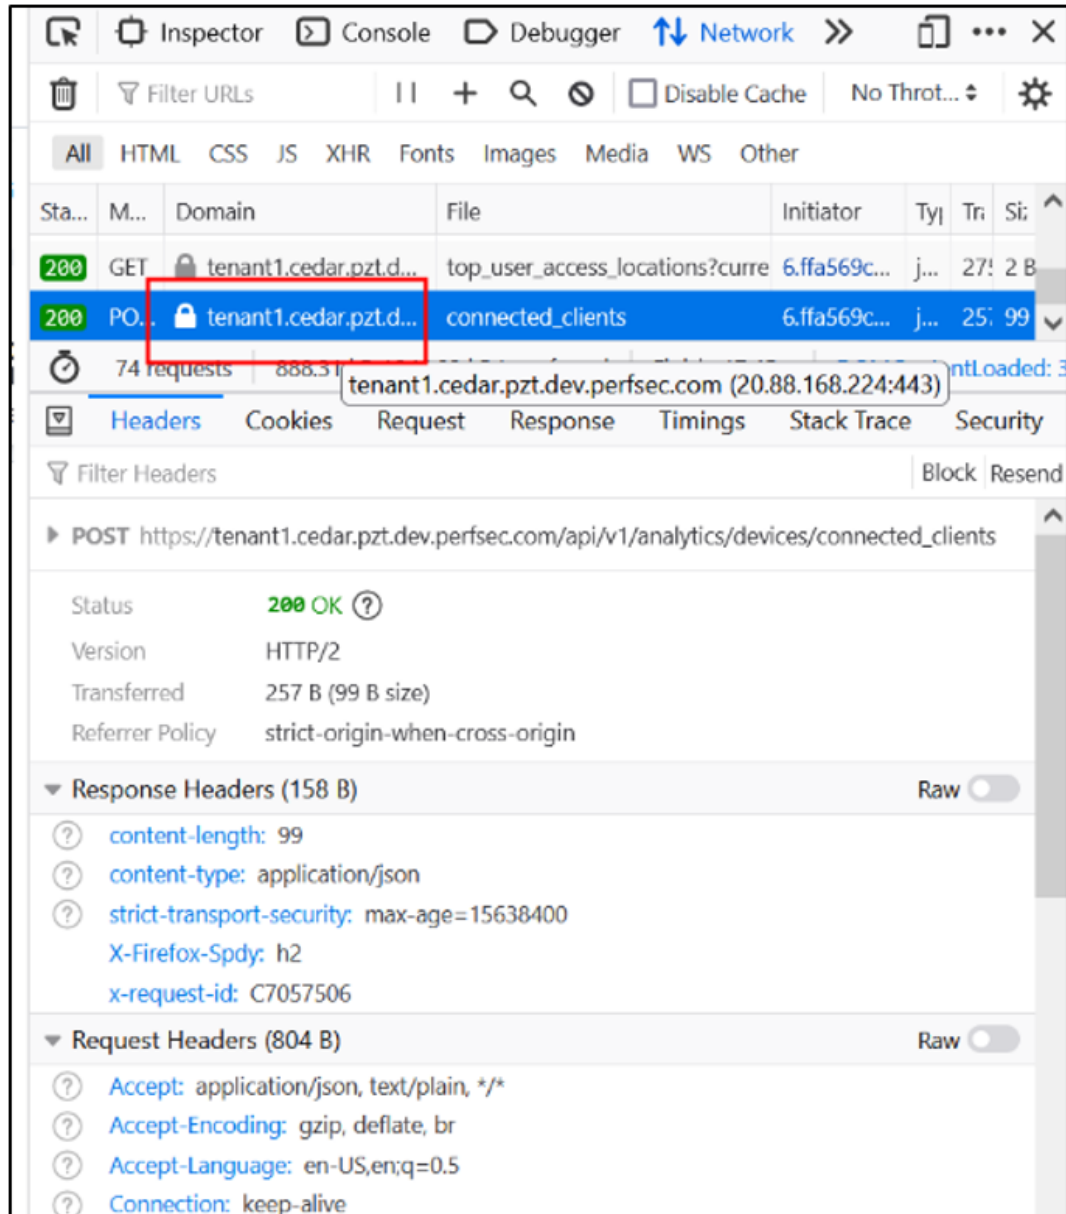 Inspector Console Debugger Network
Filter URLs Disable Cache No Throt...
All HTML CSS JS XHR Fonts Images Media WS Other
Sta... M... Domain File Initiator Tri
200 GET tenant1.cedar.pzt.d... top_user_access_locations?curre 6.ffa569c... j... 2 B
200 PO... tenant1.cedar.pzt.d... connected_clients 6.ffa569c... j... 99
74 requests 888.31
tenant1.cedar.pzt.dev.perfsec.com (20.88.168.224:443)
Headers Cookies Request Response Timings Stack Trace Security
Filter Headers Block Resend
POST https://tenant1.cedar.pzt.dev.perfsec.com/api/v1/analytics/devices/connected_clients
Status 200 OK
Version HTTP/2
Transferred 257 B (99 B size)
Referrer Policy strict-origin-when-cross-origin
Response Headers (158 B) Raw
content-length: 99
content-type: application/json
strict-transport-security: max-age=15638400
X-Firefox-Spdy: h2
x-request-id: C7057506
Request Headers (804 B) Raw
Accept: application/json, text/plain, */*
Accept-Encoding: gzip, deflate, br
Accept-Language: en-US,en;q=0.5
Connection: keep-alive